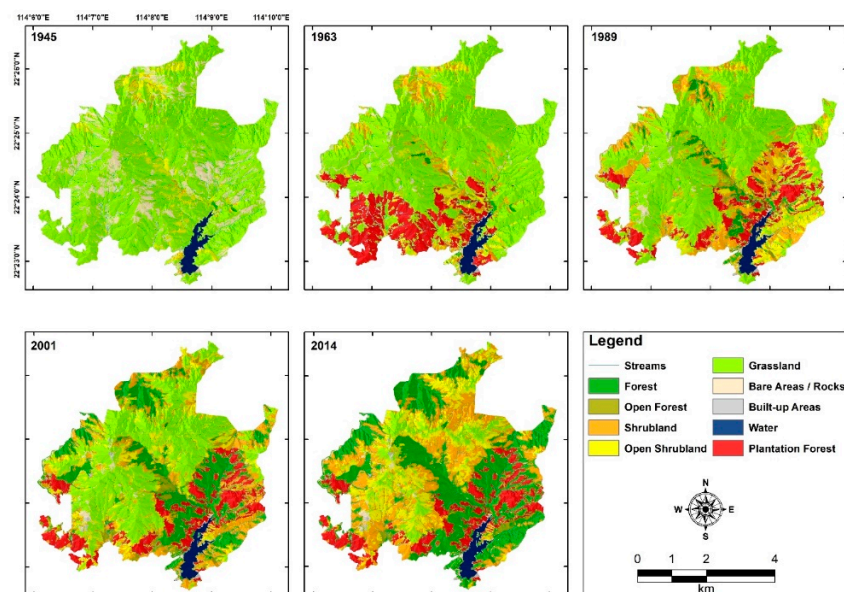 114°6'0"E 114°7'0"E 114°8'0"E 114°9'0"E 114°10'0"E
1945
1963
1989
22°26'0"N
22°25'0"N
22°24'0"N
22°23'0"N
2001
2014
Legend
Streams
Forest
Open Forest
Shrubland
Open Shrubland
Grassland
Bare Areas / Rocks
Built-up Areas
Water
Plantation Forest
N
W E
S
0 1 2 4
km